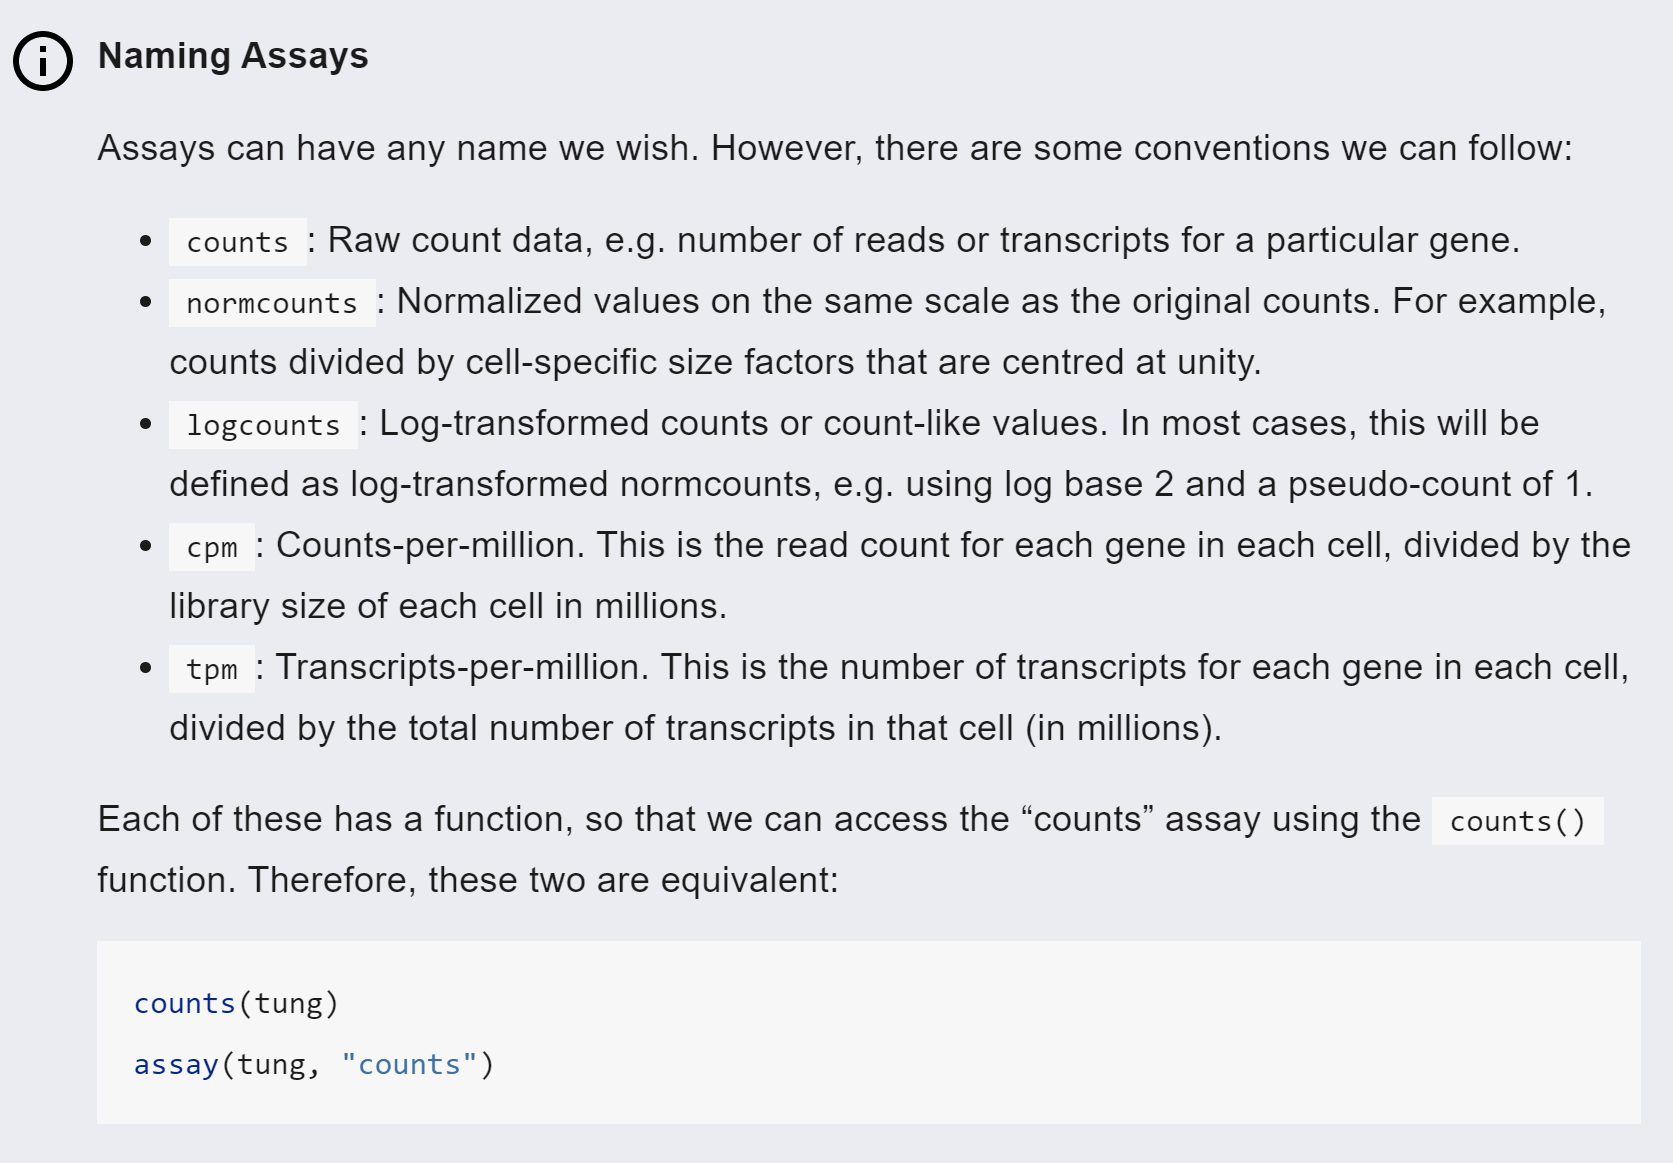 Naming Assays
Assays can have any name we wish. However, there are some conventions we can follow:
• counts : Raw count data, e.g. number of reads or transcripts for a particular gene.
• normcounts : Normalized values on the same scale as the original counts. For example,
counts divided by cell-specific size factors that are centred at unity.
• logcounts : Log-transformed counts or count-like values. In most cases, this will be
defined as log-transformed normcounts, e.g. using log base 2 and a pseudo-count of 1.
• cpm : Counts-per-million. This is the read count for each gene in each cell, divided by the
library size of each cell in millions.
• tpm : Transcripts-per-million. This is the number of transcripts for each gene in each cell,
divided by the total number of transcripts in that cell (in millions).
Each of these has a function, so that we can access the “counts” assay using the counts()
function. Therefore, these two are equivalent:
counts(tung)
assay(tung, "counts")